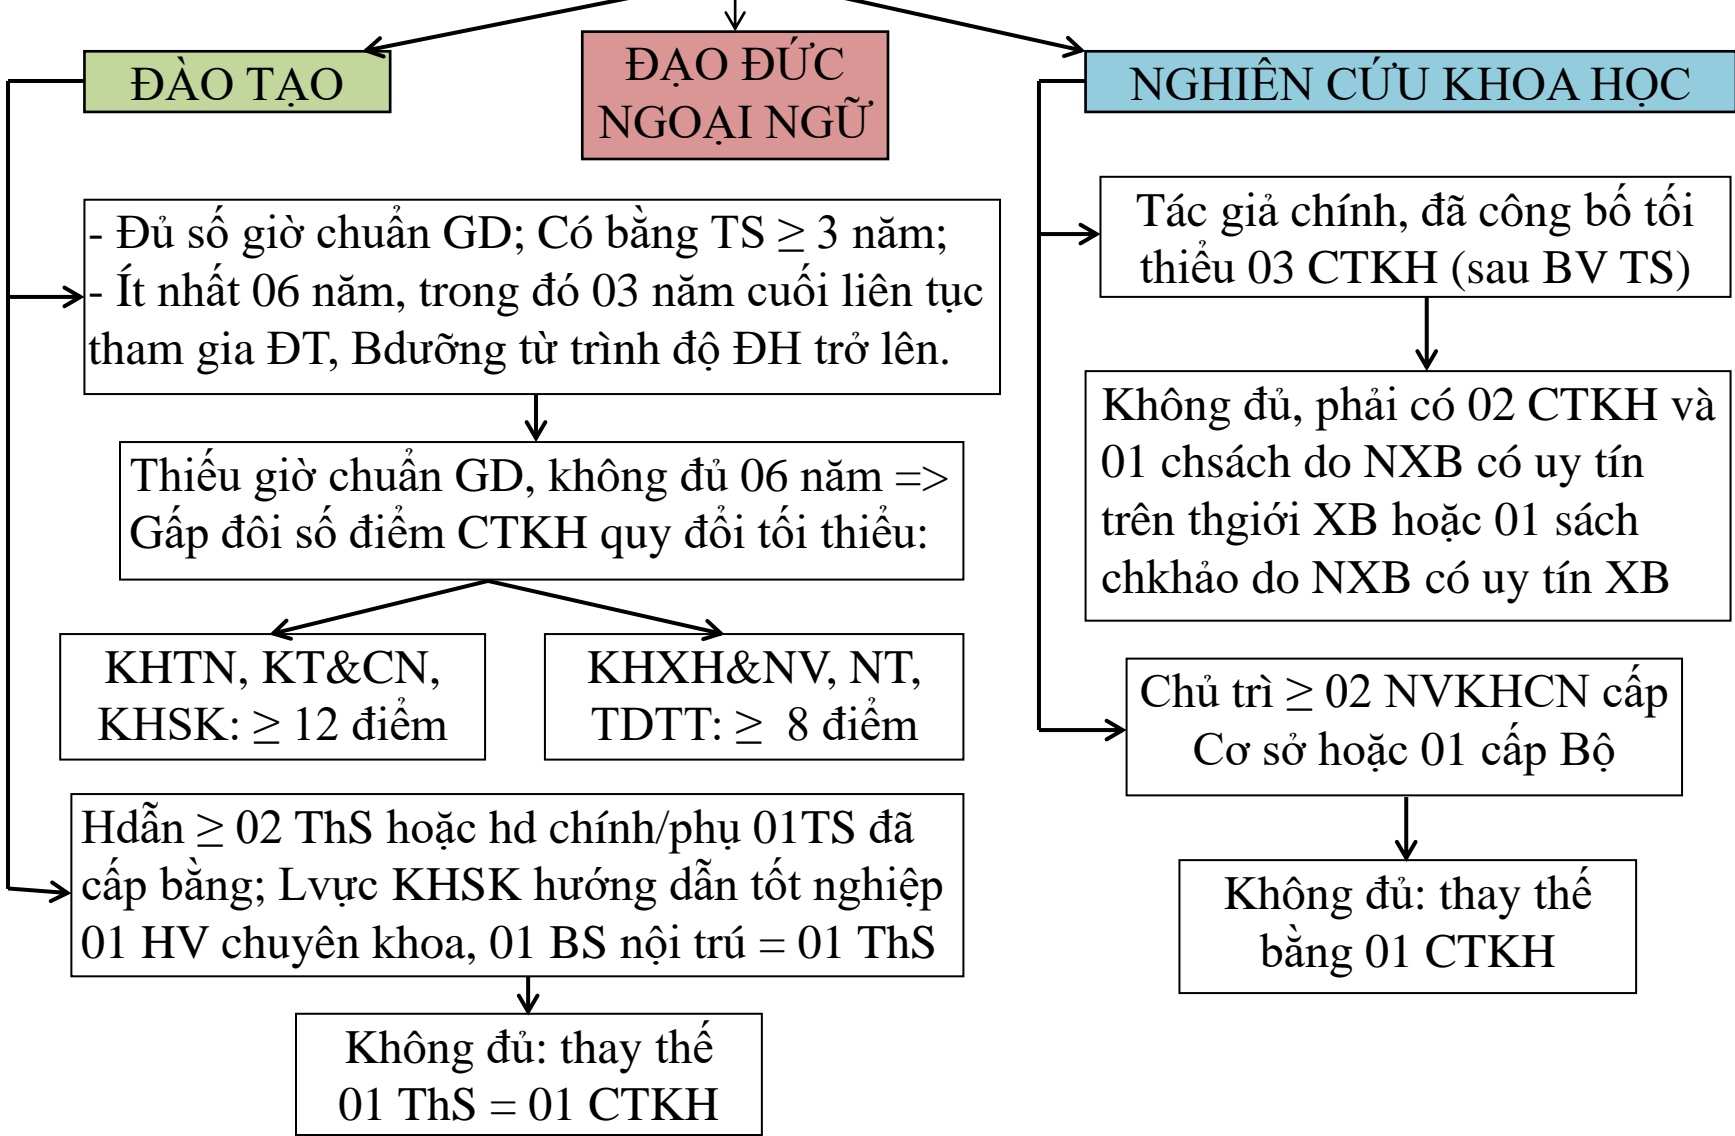 ĐÀO TẠO
- Đủ số giờ chuẩn GD; Có bằng TS ≥ 3 năm;
- Ít nhất 06 năm, trong đó 03 năm cuối liên tục
tham gia ĐT, Bdưỡng từ trình độ ĐH trở lên.
Thiếu giờ chuẩn GD, không đủ 06 năm =>
Gấp đôi số điểm CTKH quy đổi tối thiểu:
KHTN, KT&CN,
KHSK: ≥ 12 điểm
KHXH&NV, NT,
TDTT: ≥ 8 điểm
Hdẫn ≥ 02 ThS hoặc hd chính/phụ 01TS đã
cấp bằng; Lvực KHSK hướng dẫn tốt nghiệp
01 HV chuyên khoa, 01 BS nội trú = 01 ThS
Không đủ: thay thế
01 ThS = 01 CTKH
ĐẠO ĐỨC
NGOẠI NGỮ
NGHIÊN CỨU KHOA HỌC
Tác giả chính, đã công bố tối
thiểu 03 CTKH (sau BV TS)
Không đủ, phải có 02 CTKH và
01 chsách do NXB có uy tín
trên thgiới XB hoặc 01 sách
chkhảo do NXB có uy tín XB
Chủ trì ≥ 02 NVKHCN cấp
Cơ sở hoặc 01 cấp Bộ
Không đủ: thay thế
bằng 01 CTKH